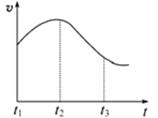 v
t₁ t₂ t₃ t